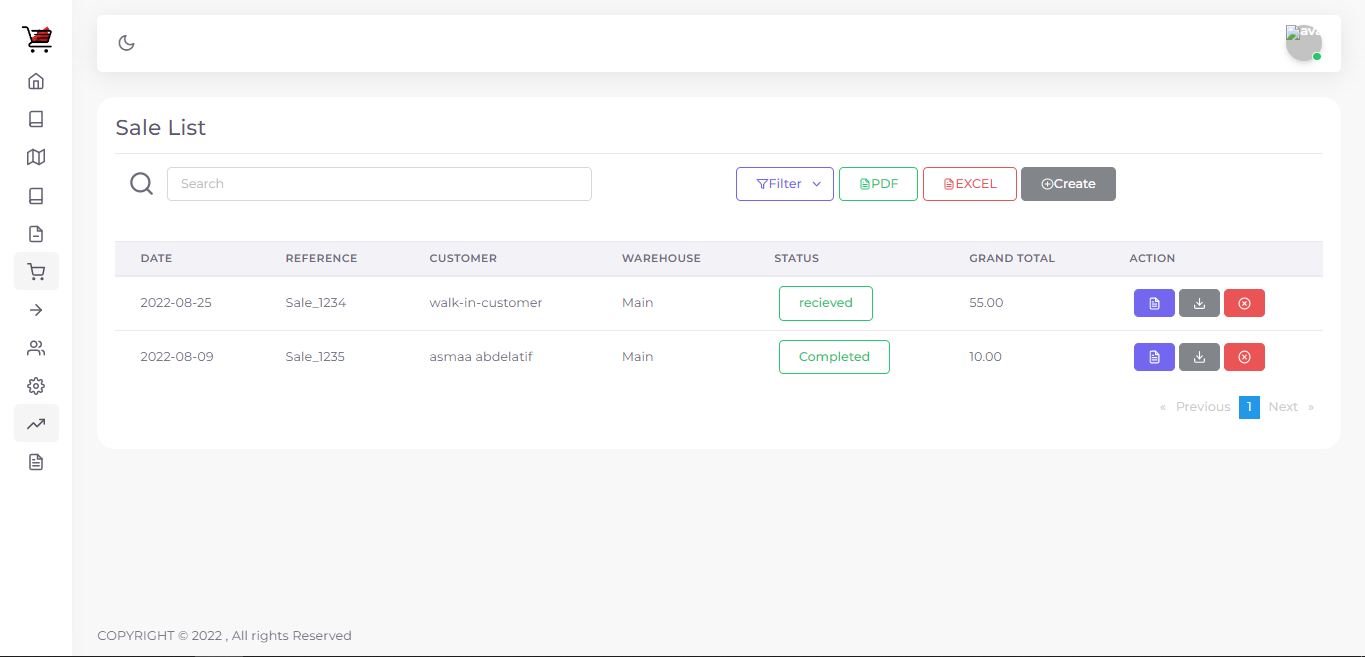 ava
Sale List
Search
Filter PDF EXCEL Create
DATE REFERENCE CUSTOMER WAREHOUSE STATUS GRAND TOTAL ACTION
2022-08-25 Sale_1234 walk-in-customer Main recieved 55.00
2022-08-09 Sale_1235 asmaa abdelatif Main Completed 10.00
« Previous 1 Next »
COPYRIGHT © 2022 , All rights Reserved